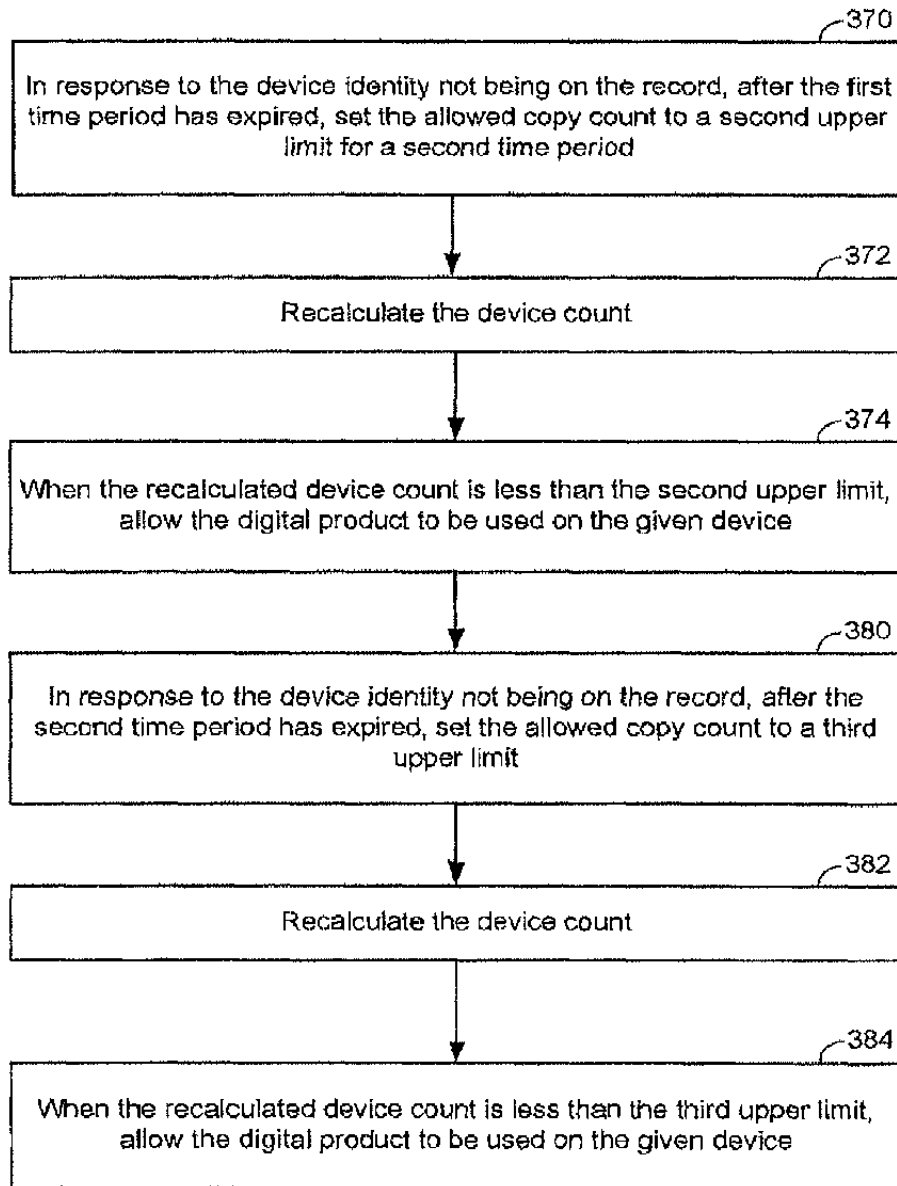 370
In response to the device identity not being on the record, after the first
time period has expired, set the allowed copy count to a second upper
limit for a second time period
372
Recalculate the device count
374
When the recalculated device count is less than the second upper limit,
allow the digital product to be used on the given device
380
In response to the device identity not being on the record, after the
second time period has expired, set the allowed copy count to a third
upper limit
382
Recalculate the device count
384
When the recalculated device count is less than the third upper limit,
allow the digital product to be used on the given device